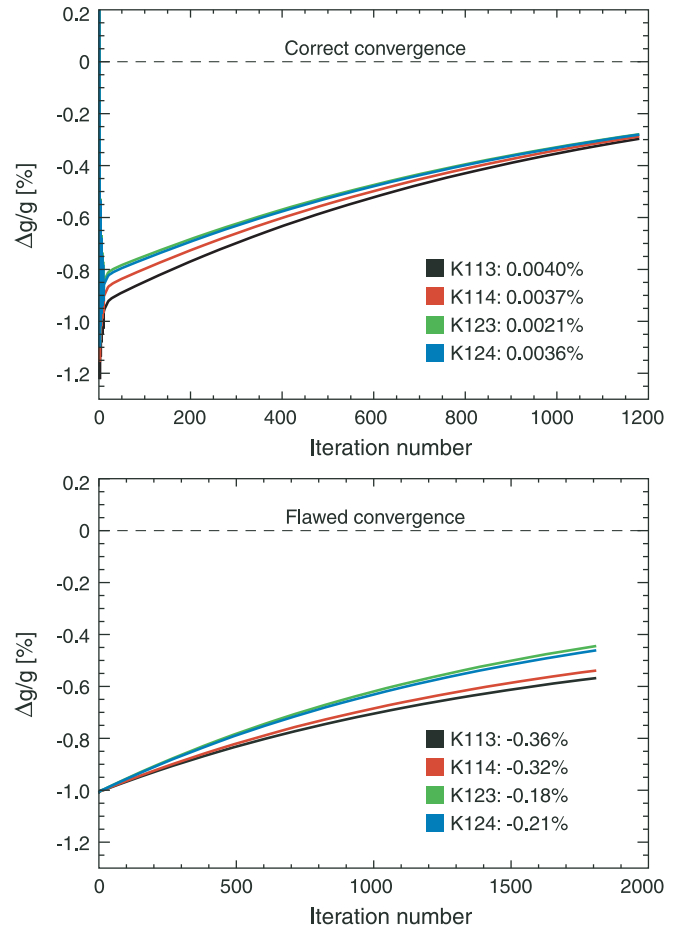 0.2
Correct convergence
0
-0.2
-0.4
-0.6
-0.8
-1.0
-1.2
Δg/g [%]
K113: 0.0040%
K114: 0.0037%
K123: 0.0021%
K124: 0.0036%
0 200 400 600 800 1000 1200
Iteration number
0.2
Flawed convergence
0
-0.2
-0.4
-0.6
-0.8
-1.0
-1.2
Δg/g [%]
K113: -0.36%
K114: -0.32%
K123: -0.18%
K124: -0.21%
0 500 1000 1500 2000
Iteration number